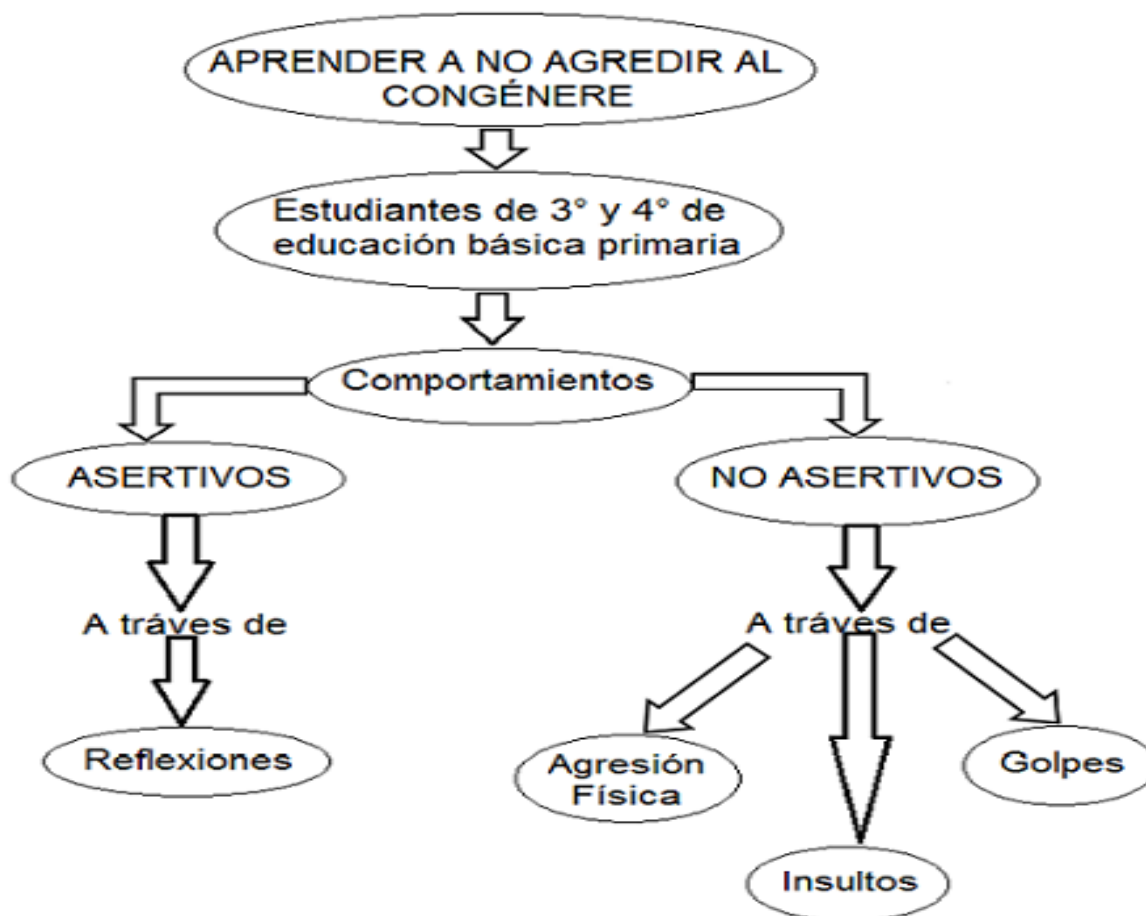 APRENDER A NO AGREDIR AL
CONGÉNERE
Estudiantes de 3° y 4° de
educación básica primaria
Comportamientos
ASERTIVOS
NO ASERTIVOS
A tráves de
A tráves de
Reflexiones
Agresión
Física
Golpes
Insultos